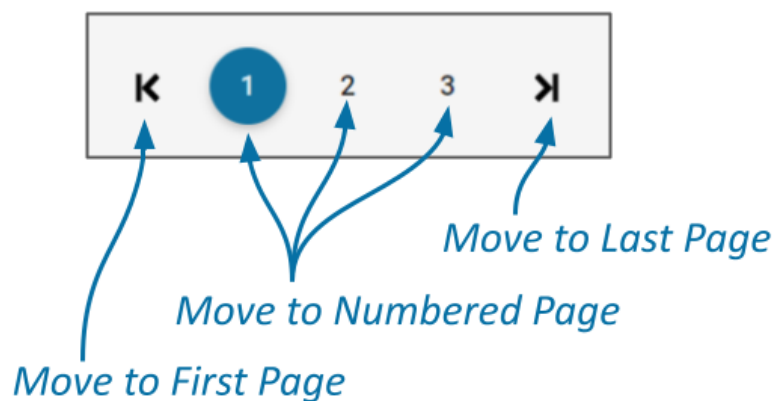 1 2 3
Move to Last Page
Move to Numbered Page
Move to First Page